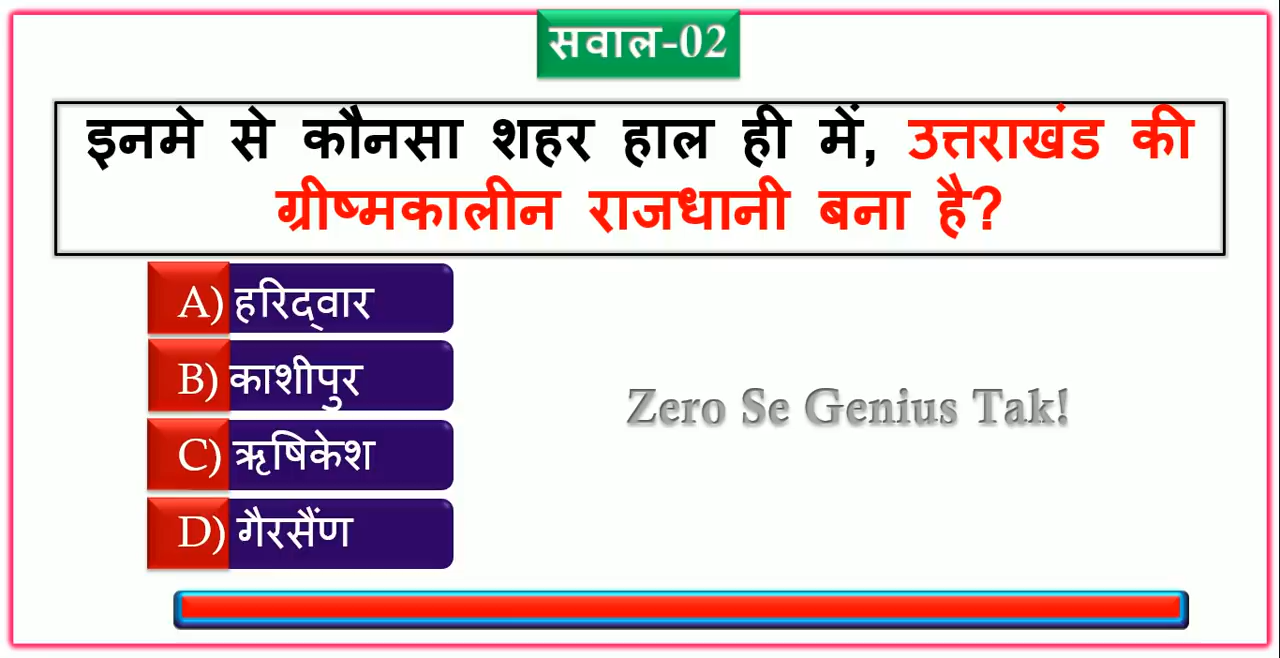 सवाल-02
इनमे से कौनसा शहर हाल ही में, उत्तराखंड की
ग्रीष्मकालीन राजधानी बना है?
A) हरिद्वार
B) काशीपुर
C) ऋषिकेश
D) गैरसैंण
Zero Se Genius Tak!